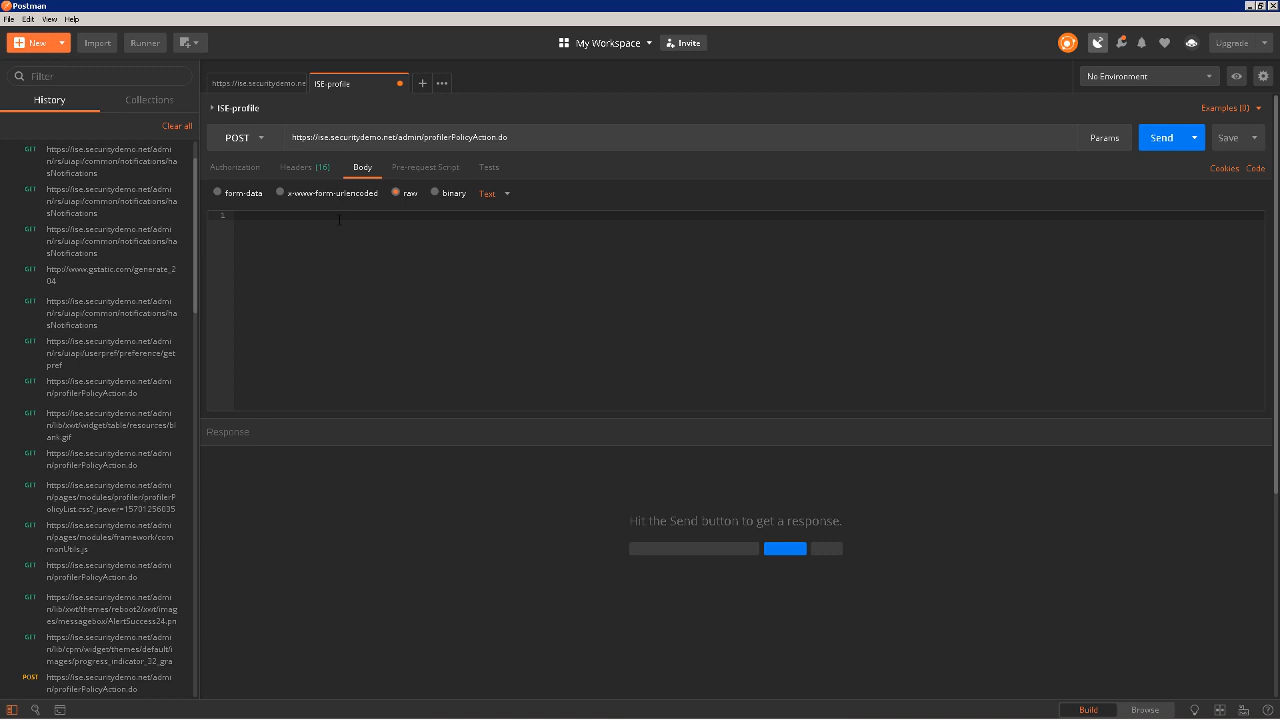 Postman
File Edit View Help
New Import Runner My Workspace Invite Upgrade
Filter
History Collections
Clear all
GET https://ise.securitydemo.net/admi
n/rs/uiapi/common/notifications/ha
sNotifications
GET https://ise.securitydemo.net/admi
n/rs/uiapi/common/notifications/ha
sNotifications
GET https://ise.securitydemo.net/admi
n/rs/uiapi/common/notifications/ha
sNotifications
GET http://www.gstatic.com/generate_2
04
GET https://ise.securitydemo.net/admi
n/rs/uiapi/common/notifications/ha
sNotifications
GET https://ise.securitydemo.net/admi
n/rs/uiapi/userpref/preference/get
pref
GET https://ise.securitydemo.net/admi
n/profilerPolicyAction.do
GET https://ise.securitydemo.net/admi
n/lib/xwt/widget/table/resources/bl
ank.gif
GET https://ise.securitydemo.net/admi
n/profilerPolicyAction.do
GET https://ise.securitydemo.net/admi
n/pages/modules/profiler/profilerP
olicyList.css?_isever=15701256035
GET https://ise.securitydemo.net/admi
n/pages/modules/framework/com
monUtils.js
GET https://ise.securitydemo.net/admi
n/profilerPolicyAction.do
GET https://ise.securitydemo.net/admi
n/lib/xwt/themes/reboot2/xwt/imag
es/messagebox/AlertSuccess24.pn
GET https://ise.securitydemo.net/admi
n/lib/cpm/widget/themes/default/i
mages/progress_indicator_32_gra
POST https://ise.securitydemo.net/admi
n/profilerPolicyAction.do
https://ise.securitydemo.ne ISE-profile No Environment
ISE-profile Examples (0)
POST https://ise.securitydemo.net/admin/profilerPolicyAction.do Params Send Save
Authorization Headers (16) Body Pre-request Script Tests Cookies Code
form-data x-www-form-urlencoded raw binary Text
1
Response
Hit the Send button to get a response.
Build Browse